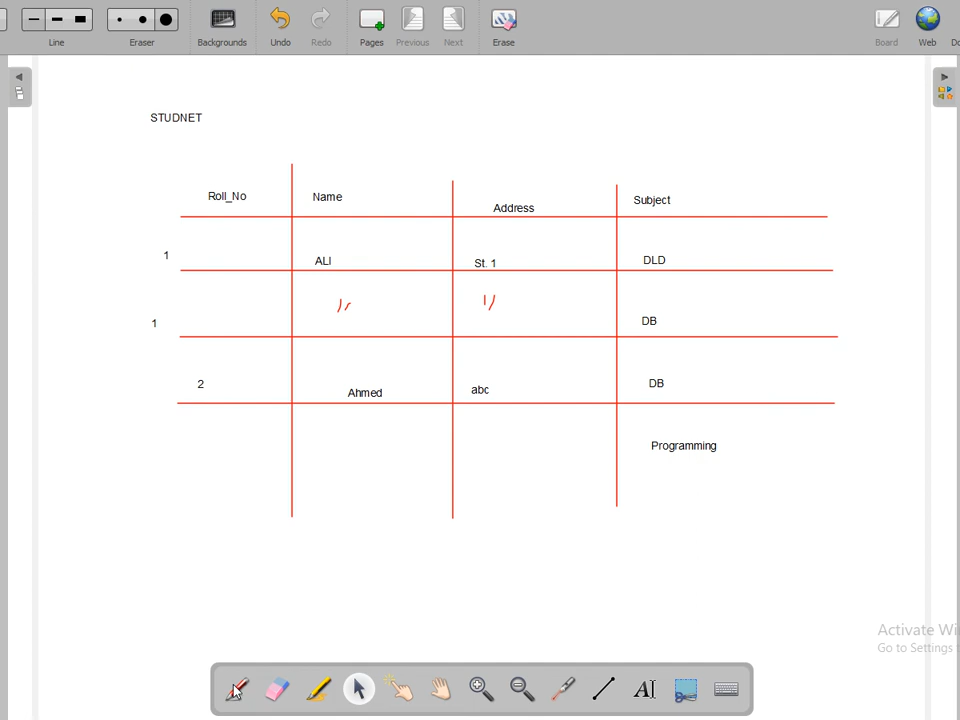 Line Eraser Backgrounds Undo Redo Pages Previous Next Erase Board Web
STUDNET
Roll_No Name Address Subject
1 ALI St. 1 DLD
1 DB
2 Ahmed abc DB
Programming
Activate Wi
Go to Settings
A